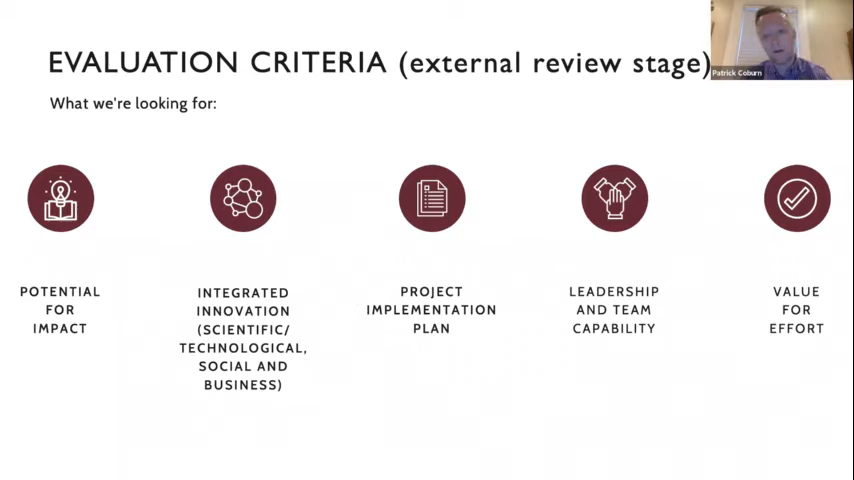 EVALUATION CRITERIA (external review stage)
Patrick Coburn
What we're looking for:
POTENTIAL
FOR
IMPACT
INTEGRATED
INNOVATION
(SCIENTIFIC/
TECHNOLOGICAL,
SOCIAL AND
BUSINESS)
PROJECT
IMPLEMENTATION
PLAN
LEADERSHIP
AND TEAM
CAPABILITY
VALUE
FOR
EFFORT